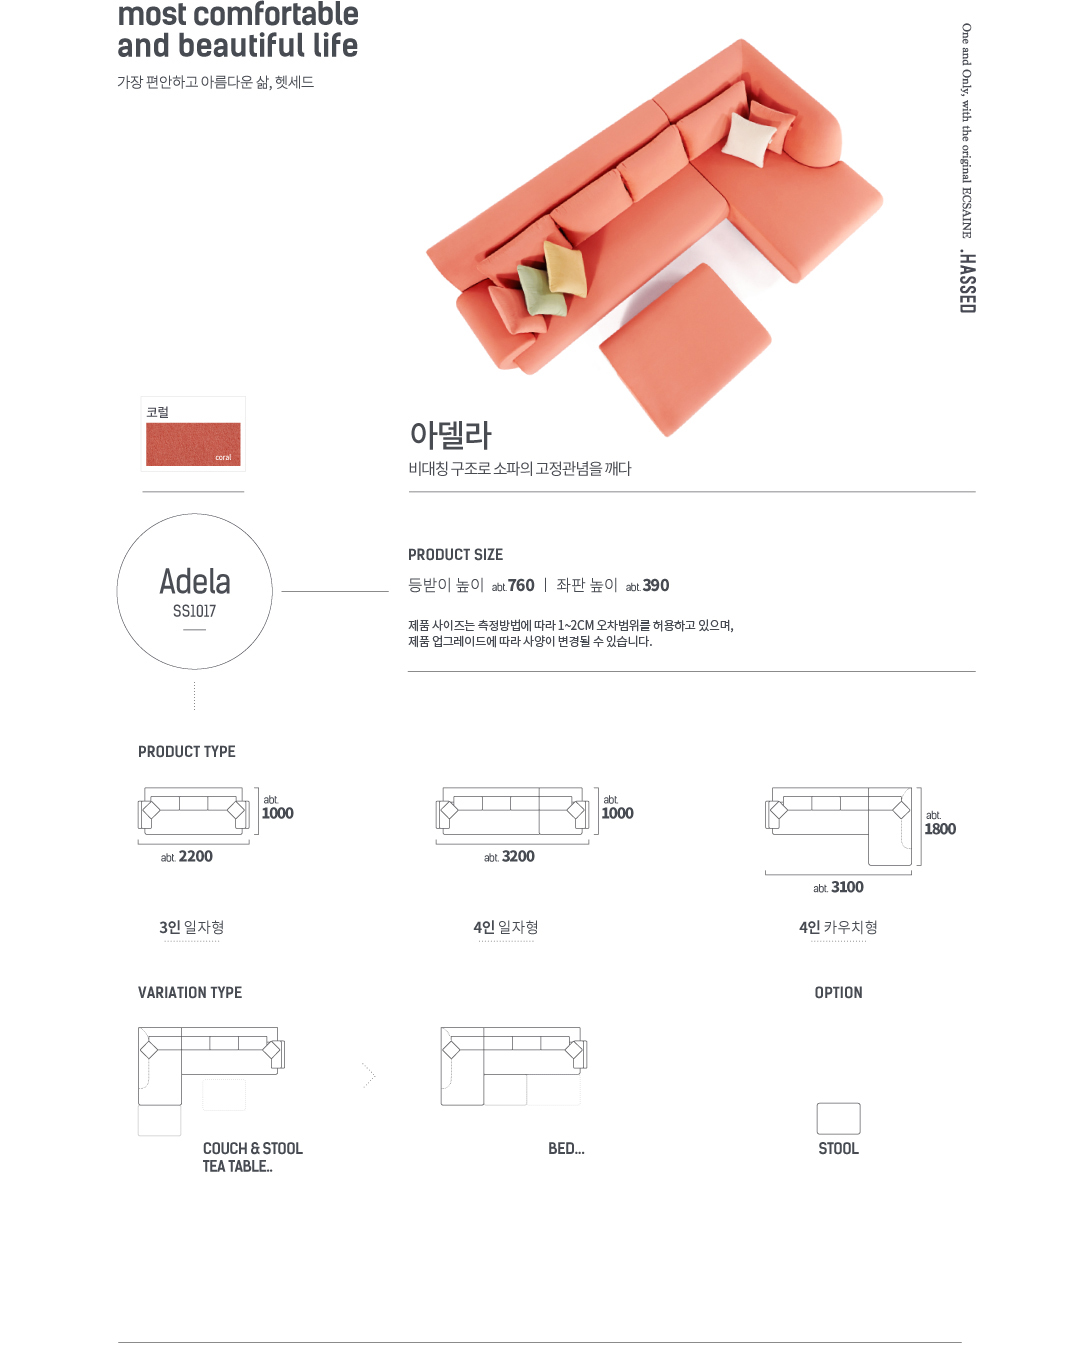 most comfortable
and beautiful life
가장 편안하고 아름다운 삶, 헷세드
One and Only, with the original ECSAINE .HASSED
코럴
coral
아델라
비대칭 구조로 소파의 고정관념을 깨다
Adela
SS1017
PRODUCT SIZE
등받이 높이 abt.760 | 좌판 높이 abt.390
제품 사이즈는 측정방법에 따라 1~2CM 오차범위를 허용하고 있으며,
제품 업그레이드에 따라 사양이 변경될 수 있습니다.
PRODUCT TYPE
abt.
1000
abt. 2200
3인 일자형
abt.
1000
abt. 3200
4인 일자형
abt.
1800
abt. 3100
4인 카우치형
VARIATION TYPE
COUCH & STOOL
TEA TABLE..
BED...
OPTION
STOOL